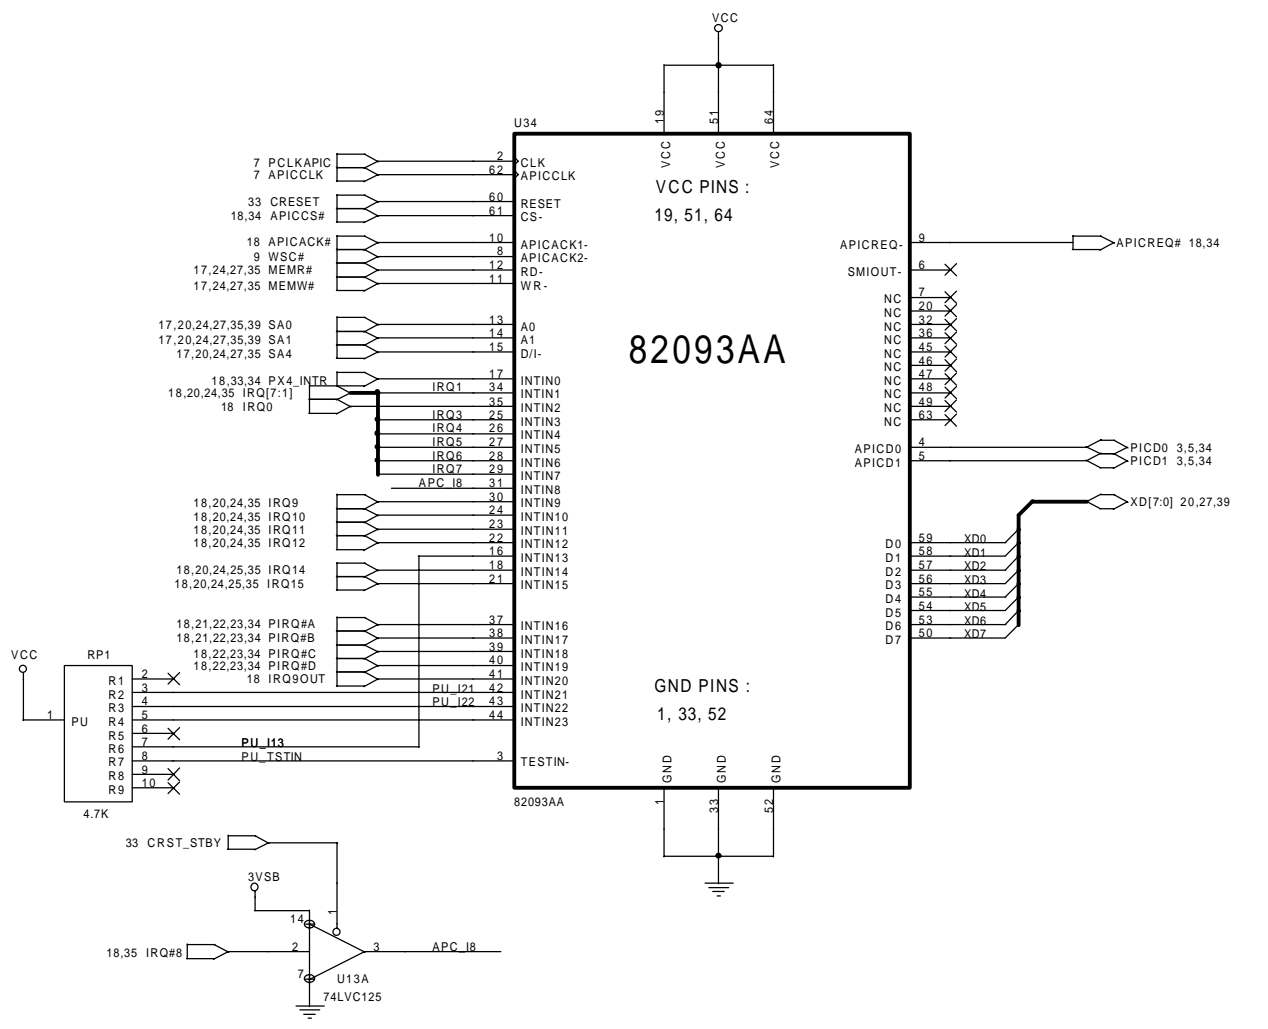 VCC
U34
19 51 64
VCC VCC VCC
VCC PINS :
19, 51, 64
7 PCLKAPIC 2 CLK
7 APICCLK 62 APICCLK
33 CRESET 60 RESET
18,34 APICCS# 61 CS-
18 APICACK# 10 APICACK1-
9 WSC# 8 APICACK2-
17,24,27,35 MEMR# 12 RD-
17,24,27,35 MEMW# 11 WR-
APICREQ- 9 APICREQ# 18,34
SMIOUT- 6
NC 7
NC 20
NC 32
NC 36
NC 45
NC 46
NC 47
NC 48
NC 49
NC 63
17,20,24,27,35,39 SA0 13 A0
17,20,24,27,35,39 SA1 14 A1
17,20,24,27,35 SA4 15 D/I-
82093AA
18,33,34 PX4_INTR 17 INTIN0
18,20,24,35 IRQ[7:1] IRQ1 34 INTIN1
18 IRQ0 35 INTIN2
IRQ3 25 INTIN3
IRQ4 26 INTIN4
IRQ5 27 INTIN5
IRQ6 28 INTIN6
IRQ7 29 INTIN7
APC_I8 31 INTIN8
18,20,24,35 IRQ9 30 INTIN9
18,20,24,35 IRQ10 24 INTIN10
18,20,24,35 IRQ11 23 INTIN11
18,20,24,35 IRQ12 22 INTIN12
16 INTIN13
18,20,24,25,35 IRQ14 18 INTIN14
18,20,24,25,35 IRQ15 21 INTIN15
APICD0 4 PICD0 3,5,34
APICD1 5 PICD1 3,5,34
XD[7:0] 20,27,39
D0 59 XD0
D1 58 XD1
D2 57 XD2
D3 56 XD3
D4 55 XD4
D5 54 XD5
D6 53 XD6
D7 50 XD7
18,21,22,23,34 PIRQ#A 37 INTIN16
18,21,22,23,34 PIRQ#B 38 INTIN17
18,22,23,34 PIRQ#C 39 INTIN18
18,22,23,34 PIRQ#D 40 INTIN19
18 IRQ9OUT 41 INTIN20
PU_I21 42 INTIN21
PU_I22 43 INTIN22
44 INTIN23
PU_I13
PU_TSTIN 3 TESTIN-
VCC RP1
1 PU
R1 2
R2 3
R3 4
R4 5
R5 6
R6 7
R7 8
R8 9
R9 10
4.7K
GND PINS :
1, 33, 52
GND GND GND
1 33 52
82093AA
33 CRST_STBY
3VSB
14 1
18,35 IRQ#8 2 3 APC_I8
7 U13A
74LVC125